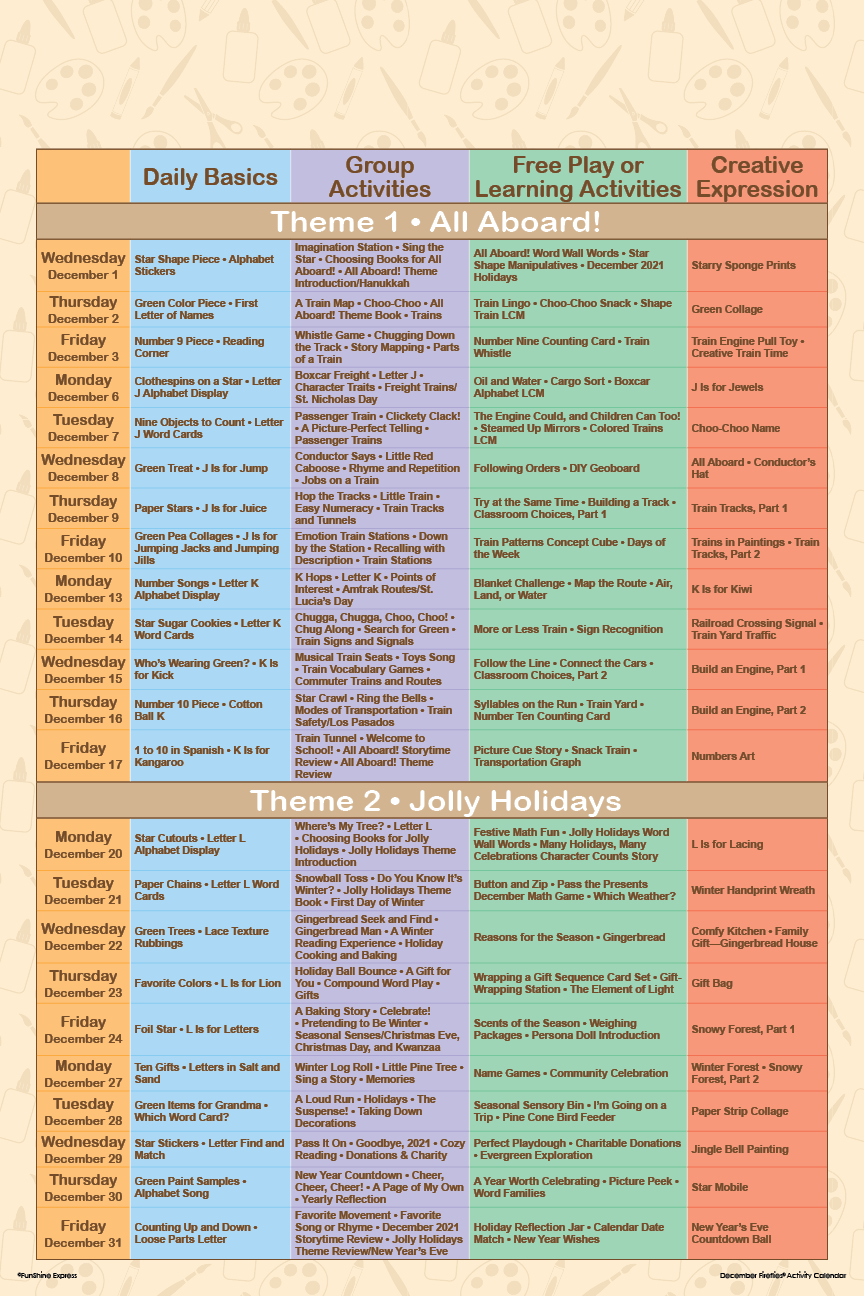 Daily Basics
Group
Activities
Free Play or
Learning Activities
Creative
Expression
Theme 1 • All Aboard!
Wednesday
December 1
Star Shape Piece • Alphabet
Stickers
Imagination Station • Sing the
Star • Choosing Books for All
Aboard! • All Aboard! Theme
Introduction/Hanukkah
All Aboard! Word Wall Words • Star
Shape Manipulatives • December 2021
Holidays
Starry Sponge Prints
Thursday
December 2
Green Color Piece • First
Letter of Names
A Train Map • Choo-Choo • All
Aboard! Theme Book • Trains
Train Lingo • Choo-Choo Snack • Shape
Train LCM
Green Collage
Friday
December 3
Number 9 Piece • Reading
Corner
Whistle Game • Chugging Down
the Track • Story Mapping • Parts
of a Train
Number Nine Counting Card • Train
Whistle
Train Engine Pull Toy •
Creative Train Time
Monday
December 6
Clothespins on a Star • Letter
J Alphabet Display
Boxcar Freight • Letter J •
Character Traits • Freight Trains/
St. Nicholas Day
Oil and Water • Cargo Sort • Boxcar
Alphabet LCM
J Is for Jewels
Tuesday
December 7
Nine Objects to Count • Letter
J Word Cards
Passenger Train • Clickety Clack!
• A Picture-Perfect Telling •
Passenger Trains
The Engine Could, and Children Can Too!
• Steamed Up Mirrors • Colored Trains
LCM
Choo-Choo Name
Wednesday
December 8
Green Treat • J Is for Jump
Conductor Says • Little Red
Caboose • Rhyme and Repetition
• Jobs on a Train
Following Orders • DIY Geoboard
All Aboard • Conductor's
Hat
Thursday
December 9
Paper Stars • J Is for Juice
Hop the Tracks • Little Train •
Easy Numeracy • Train Tracks
and Tunnels
Try at the Same Time • Building a Track •
Classroom Choices, Part 1
Train Tracks, Part 1
Friday
December 10
Green Pea Collages • J Is for
Jumping Jacks and Jumping
Jills
Emotion Train Stations • Down
by the Station • Recalling with
Description • Train Stations
Train Patterns Concept Cube • Days of
the Week
Trains in Paintings • Train
Tracks, Part 2
Monday
December 13
Number Songs • Letter K
Alphabet Display
K Hops • Letter K • Points of
Interest • Amtrak Routes/St.
Lucia's Day
Blanket Challenge • Map the Route • Air,
Land, or Water
K Is for Kiwi
Tuesday
December 14
Star Sugar Cookies • Letter K
Word Cards
Chugga, Chugga, Choo, Choo! •
Chug Along • Search for Green •
Train Signs and Signals
More or Less Train • Sign Recognition
Railroad Crossing Signal •
Train Yard Traffic
Wednesday
December 15
Who's Wearing Green? • K Is
for Kick
Musical Train Seats • Toys Song
• Train Vocabulary Games •
Commuter Trains and Routes
Follow the Line • Connect the Cars •
Classroom Choices, Part 2
Build an Engine, Part 1
Thursday
December 16
Number 10 Piece • Cotton
Ball K
Star Crawl • Ring the Bells •
Modes of Transportation • Train
Safety/Los Pasados
Syllables on the Run • Train Yard •
Number Ten Counting Card
Build an Engine, Part 2
Friday
December 17
1 to 10 in Spanish • K Is for
Kangaroo
Train Tunnel • Welcome to
School! • All Aboard! Storytime
Review • All Aboard! Theme
Review
Picture Cue Story • Snack Train •
Transportation Graph
Numbers Art
Theme 2 • Jolly Holidays
Monday
December 20
Star Cutouts • Letter L
Alphabet Display
Where's My Tree? • Letter L
• Choosing Books for Jolly
Holidays • Jolly Holidays Theme
Introduction
Festive Math Fun • Jolly Holidays Word
Wall Words • Many Holidays, Many
Celebrations Character Counts Story
L Is for Lacing
Tuesday
December 21
Paper Chains • Letter L Word
Cards
Snowball Toss • Do You Know It's
Winter? • Jolly Holidays Theme
Book • First Day of Winter
Button and Zip • Pass the Presents
December Math Game • Which Weather?
Winter Handprint Wreath
Wednesday
December 22
Green Trees • Lace Texture
Rubbings
Gingerbread Seek and Find •
Gingerbread Man • A Winter
Reading Experience • Holiday
Cooking and Baking
Reasons for the Season • Gingerbread
Comfy Kitchen • Family
Gift—Gingerbread House
Thursday
December 23
Favorite Colors • L Is for Lion
Holiday Ball Bounce • A Gift for
You • Compound Word Play •
Gifts
Wrapping a Gift Sequence Card Set • Gift-
Wrapping Station • The Element of Light
Gift Bag
Friday
December 24
Foil Star • L Is for Letters
A Baking Story • Celebrate!
• Pretending to Be Winter •
Seasonal Senses/Christmas Eve,
Christmas Day, and Kwanzaa
Scents of the Season • Weighing
Packages • Persona Doll Introduction
Snowy Forest, Part 1
Monday
December 27
Ten Gifts • Letters in Salt and
Sand
Winter Log Roll • Little Pine Tree •
Sing a Story • Memories
Name Games • Community Celebration
Winter Forest • Snowy
Forest, Part 2
Tuesday
December 28
Green Items for Grandma •
Which Word Card?
A Loud Run • Holidays • The
Suspense! • Taking Down
Decorations
Seasonal Sensory Bin • I'm Going on a
Trip • Pine Cone Bird Feeder
Paper Strip Collage
Wednesday
December 29
Star Stickers • Letter Find and
Match
Pass It On • Goodbye, 2021 • Cozy
Reading • Donations & Charity
Perfect Playdough • Charitable Donations
• Evergreen Exploration
Jingle Bell Painting
Thursday
December 30
Green Paint Samples •
Alphabet Song
New Year Countdown • Cheer,
Cheer, Cheer! • A Page of My Own
• Yearly Reflection
A Year Worth Celebrating • Picture Peek •
Word Families
Star Mobile
Friday
December 31
Counting Up and Down •
Loose Parts Letter
Favorite Movement • Favorite
Song or Rhyme • December 2021
Storytime Review • Jolly Holidays
Theme Review/New Year's Eve
Holiday Reflection Jar • Calendar Date
Match • New Year Wishes
New Year's Eve
Countdown Ball
©FunShine Express
December Fireflies® Activity Calendar